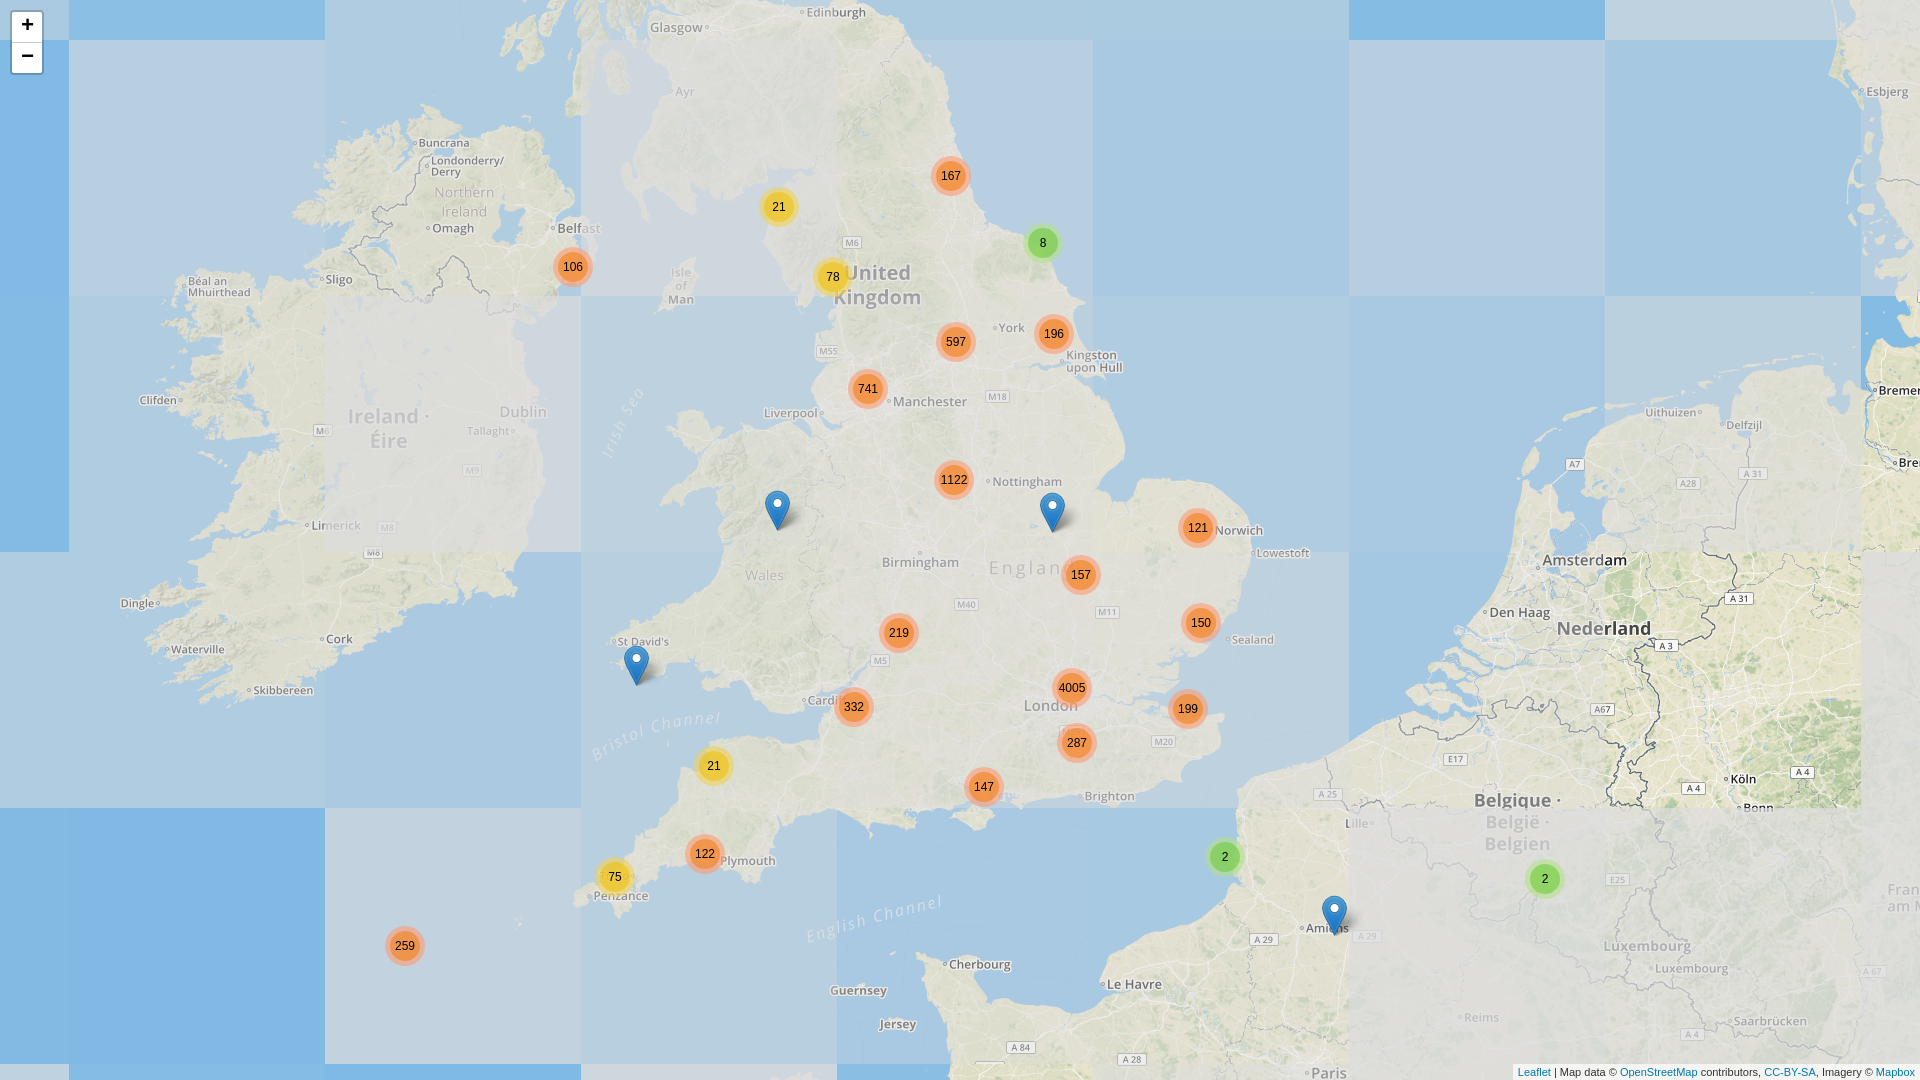 +
−
Edinburgh
Glasgow
Ayr
Esbjerg
Buncrana
Londonderry/
Derry
Northern
Ireland
Omagh
Belfast
167
21
8
M6
106
78
United
Kingdom
Isle
of
Man
Sligo
Béal an
Mhuirthead
York
196
597
Kingston
upon Hull
M55
741
Manchester
M18
Liverpool
Clifden
Ireland ·
Éire
Dublin
Tallaght
M6
M9
Irish Sea
Uithuizen
Delfzijl
A7
A 31
A28
1122
Nottingham
Limerick
M8
M8
121
Norwich
Lowestoft
Birmingham
Wales
157
M40
M11
Amsterdam
Dingle
A 31
Den Haag
Nederland
219
150
Sealand
St David's
Cork
Waterville
M5
A 3
Skibbereen
4005
London
332
199
A67
Bristol Channel
287
M20
E17
21
147
Brighton
A 25
Köln
A 4
A 4
Belgique ·
België ·
Belgien
Bonn
Lille
122
Plymouth
2
75
Penzance
2
E25
English Channel
259
Amiens
A 29
A 29
Luxembourg
Luxembourg
Cherbourg
A 67
Le Havre
Guernsey
Jersey
Reims
Saarbrücken
A 84
A 28
A 4
Paris
Leaflet | Map data © OpenStreetMap contributors, CC-BY-SA, Imagery © Mapbox